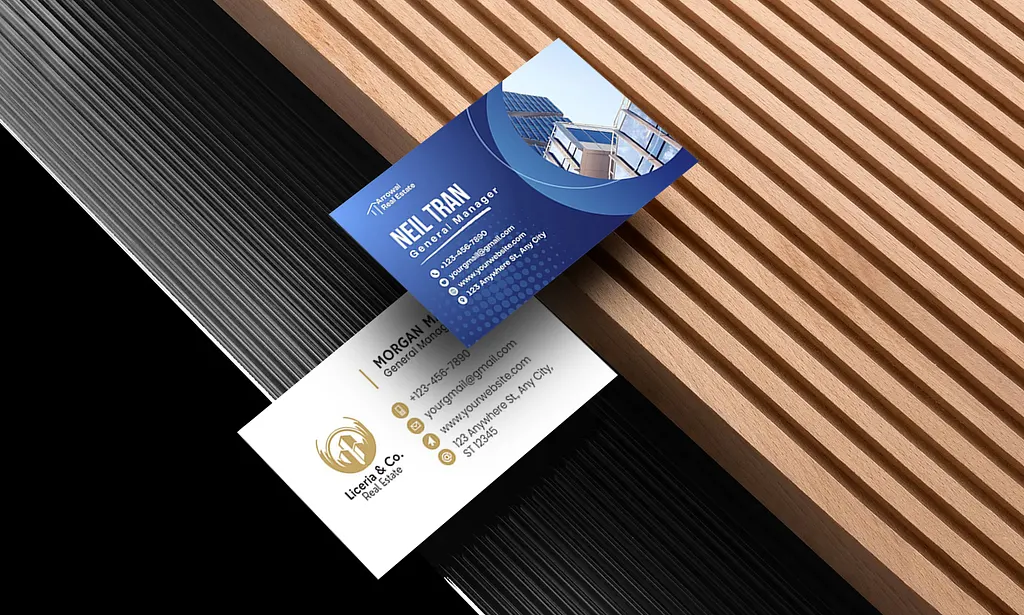 Arrowai
Real Estate
NEIL TRAN
General Manager
+123-456-7890
yourgmail@gmail.com
www.yourwebsite.com
123 Anywhere St, Any City
MORGAN
General
+123-456-7890
yourgmail@gmail.com
www.yourwebsite.com
123 Anywhere St, Any City,
ST 12345
Liceria & Co.
Real Estate